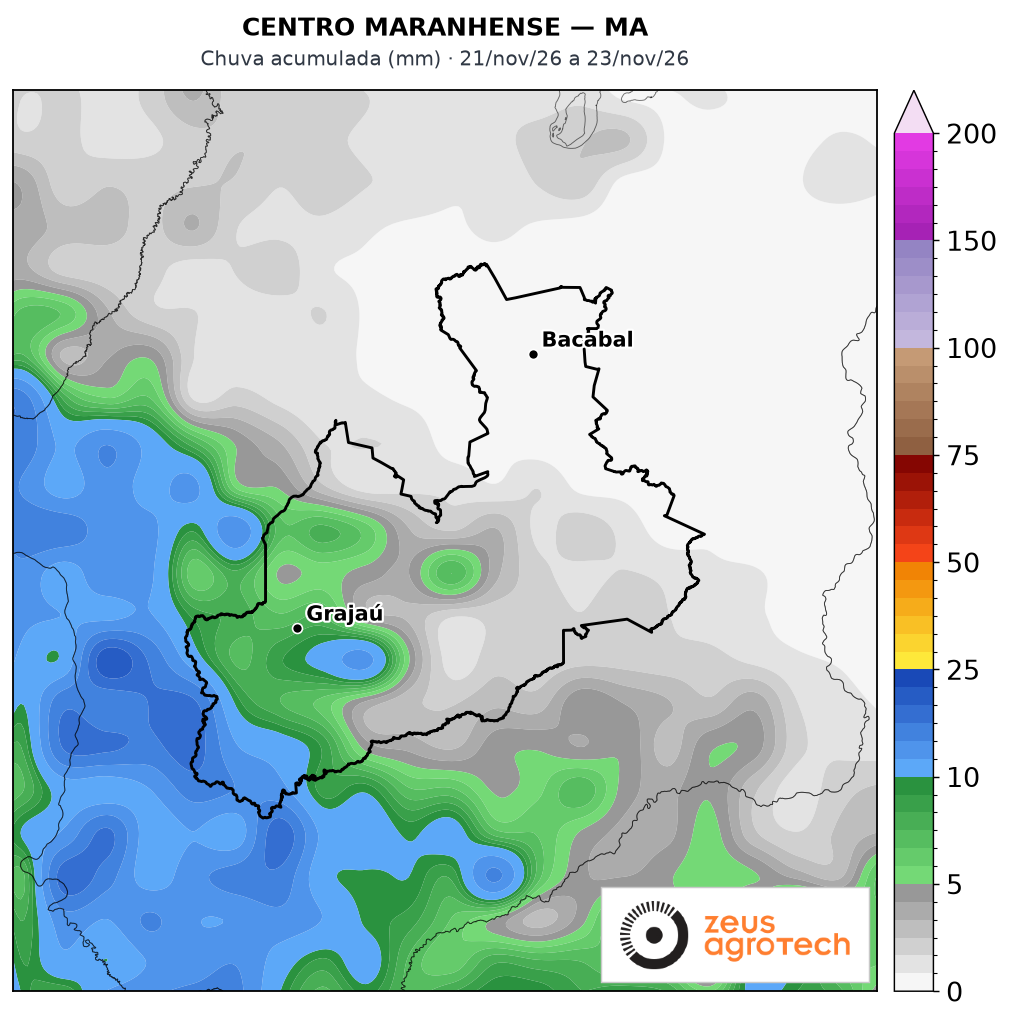 CENTRO MARANHENSE — MA
Chuva acumulada (mm) · 21/nov/26 a 23/nov/26
200
150
100
75
50
25
10
5
0
Bacabal
Grajaú
zeus
agrotech